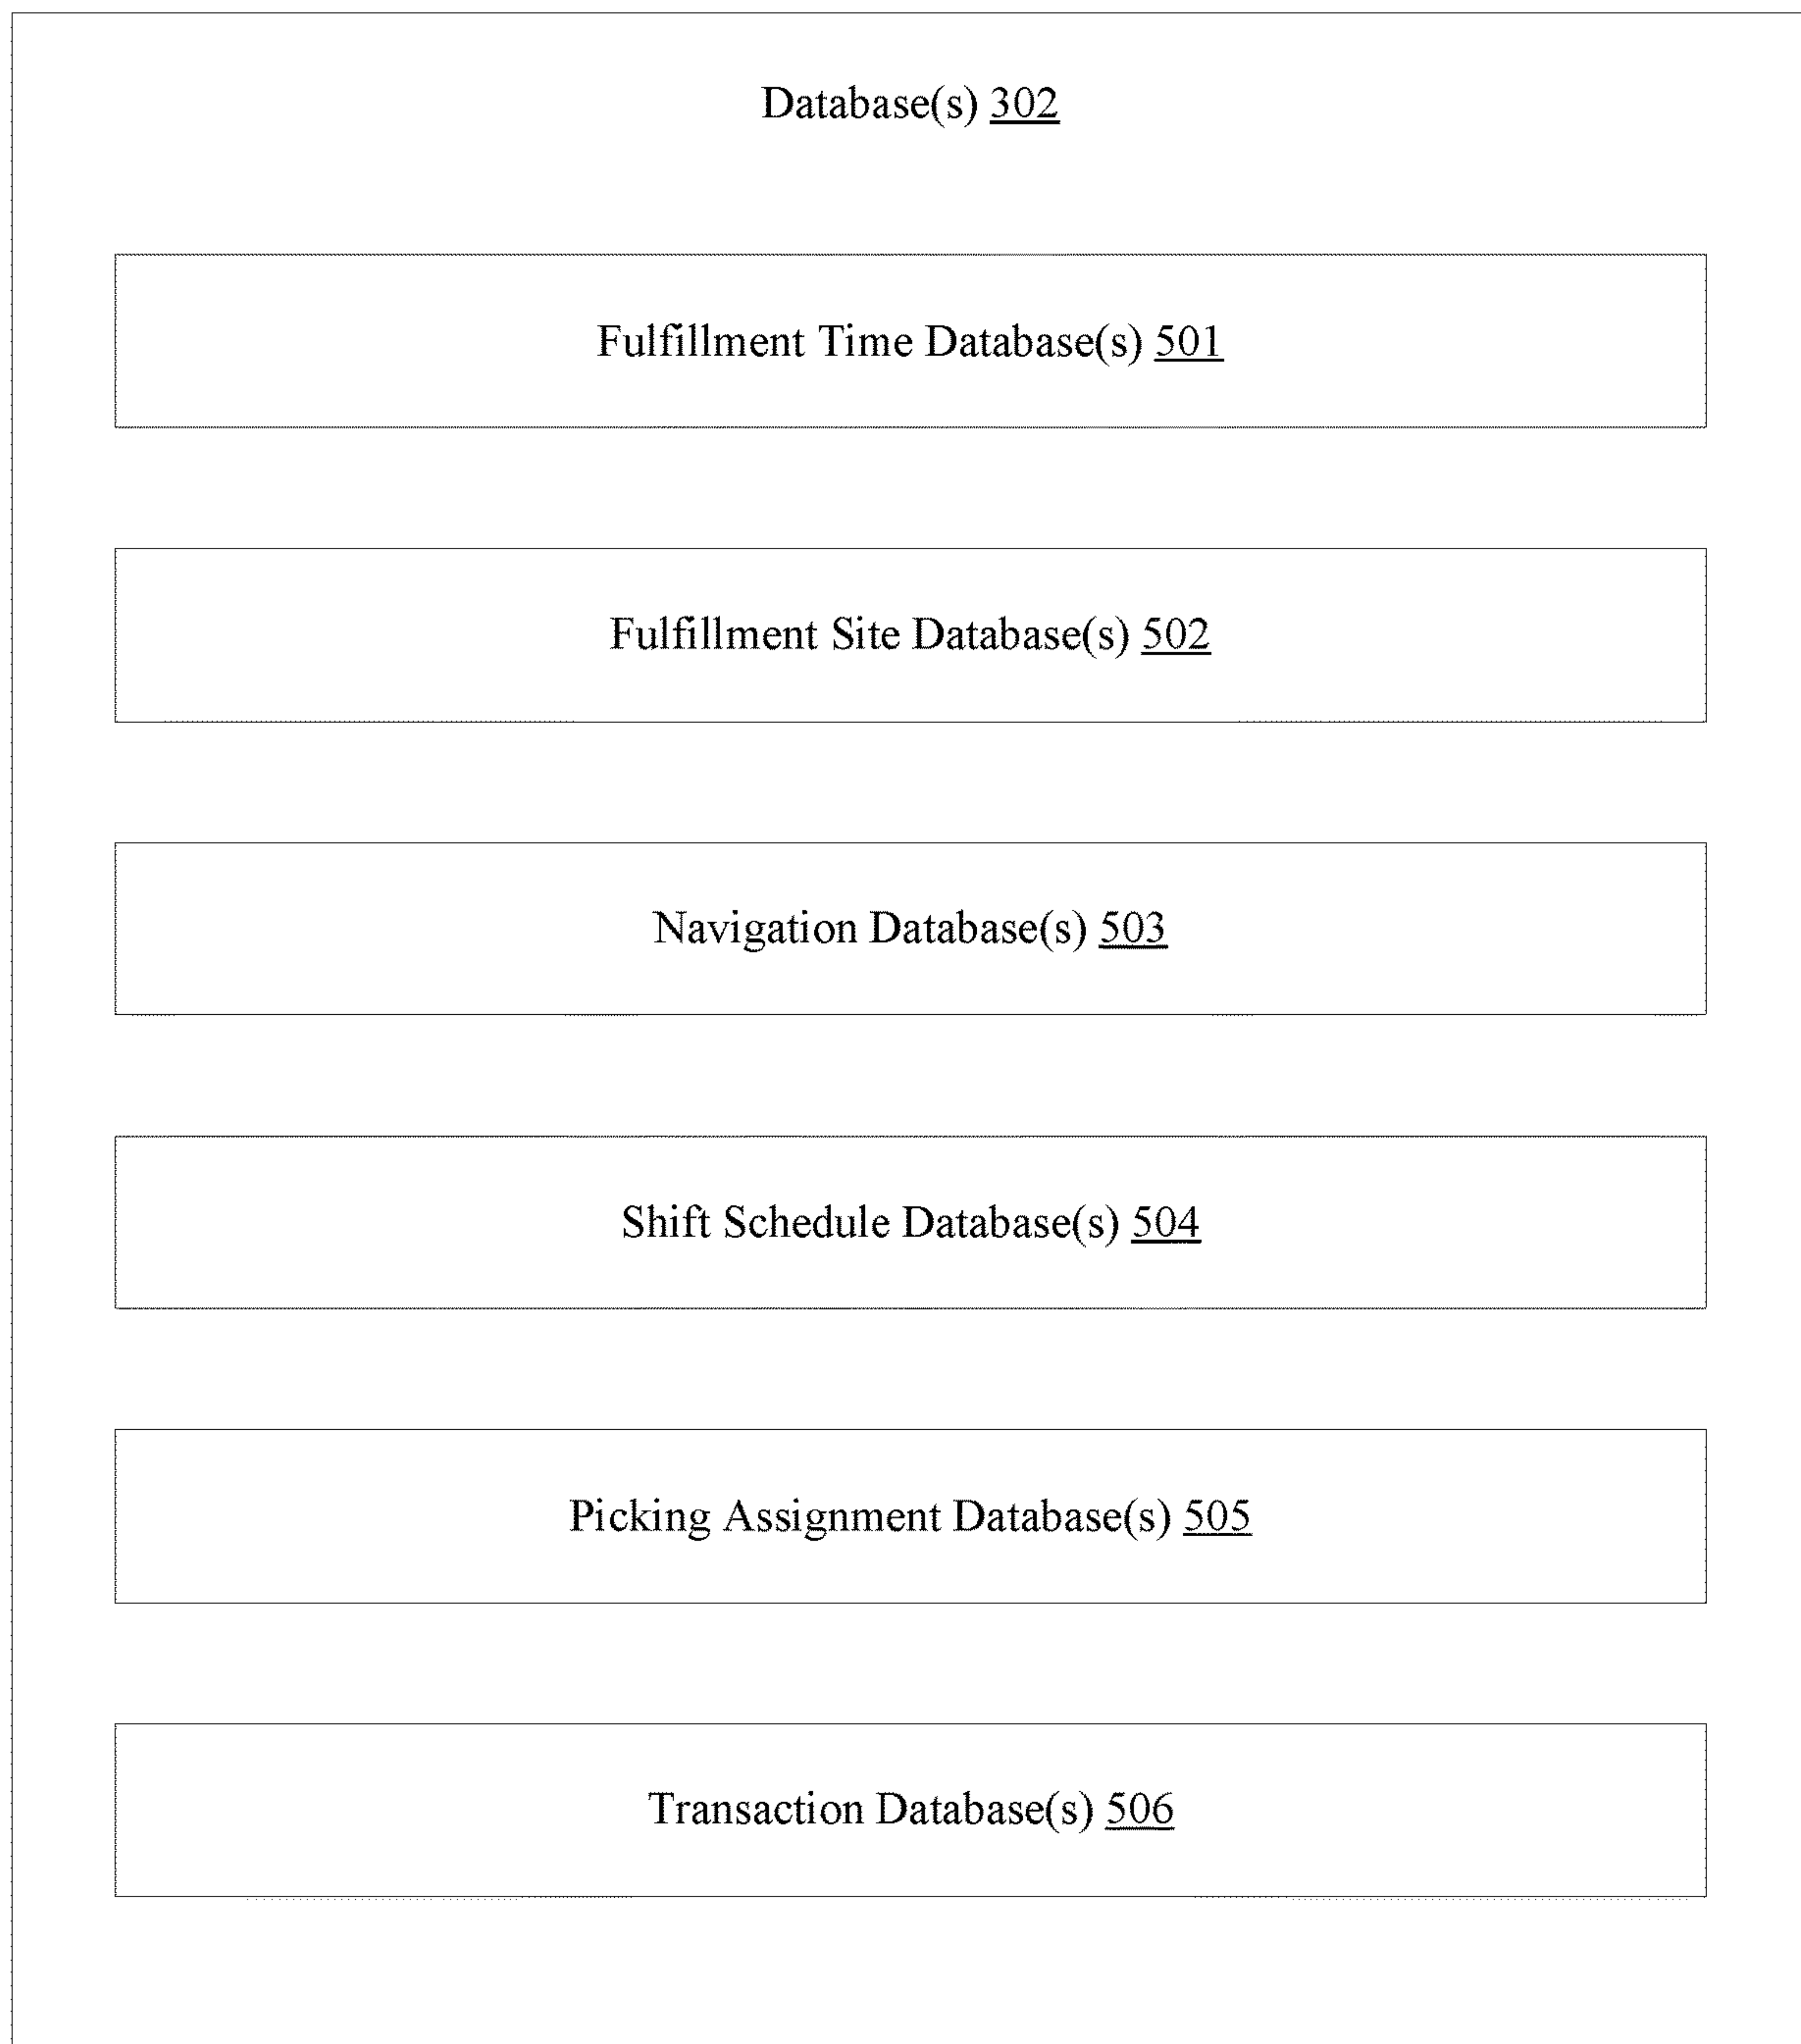 Database(s) 302
Fulfillment Time Database(s) 501
Fulfillment Site Database(s) 502
Navigation Database(s) 503
Shift Schedule Database(s) 504
Picking Assignment Database(s) 505
Transaction Database(s) 506